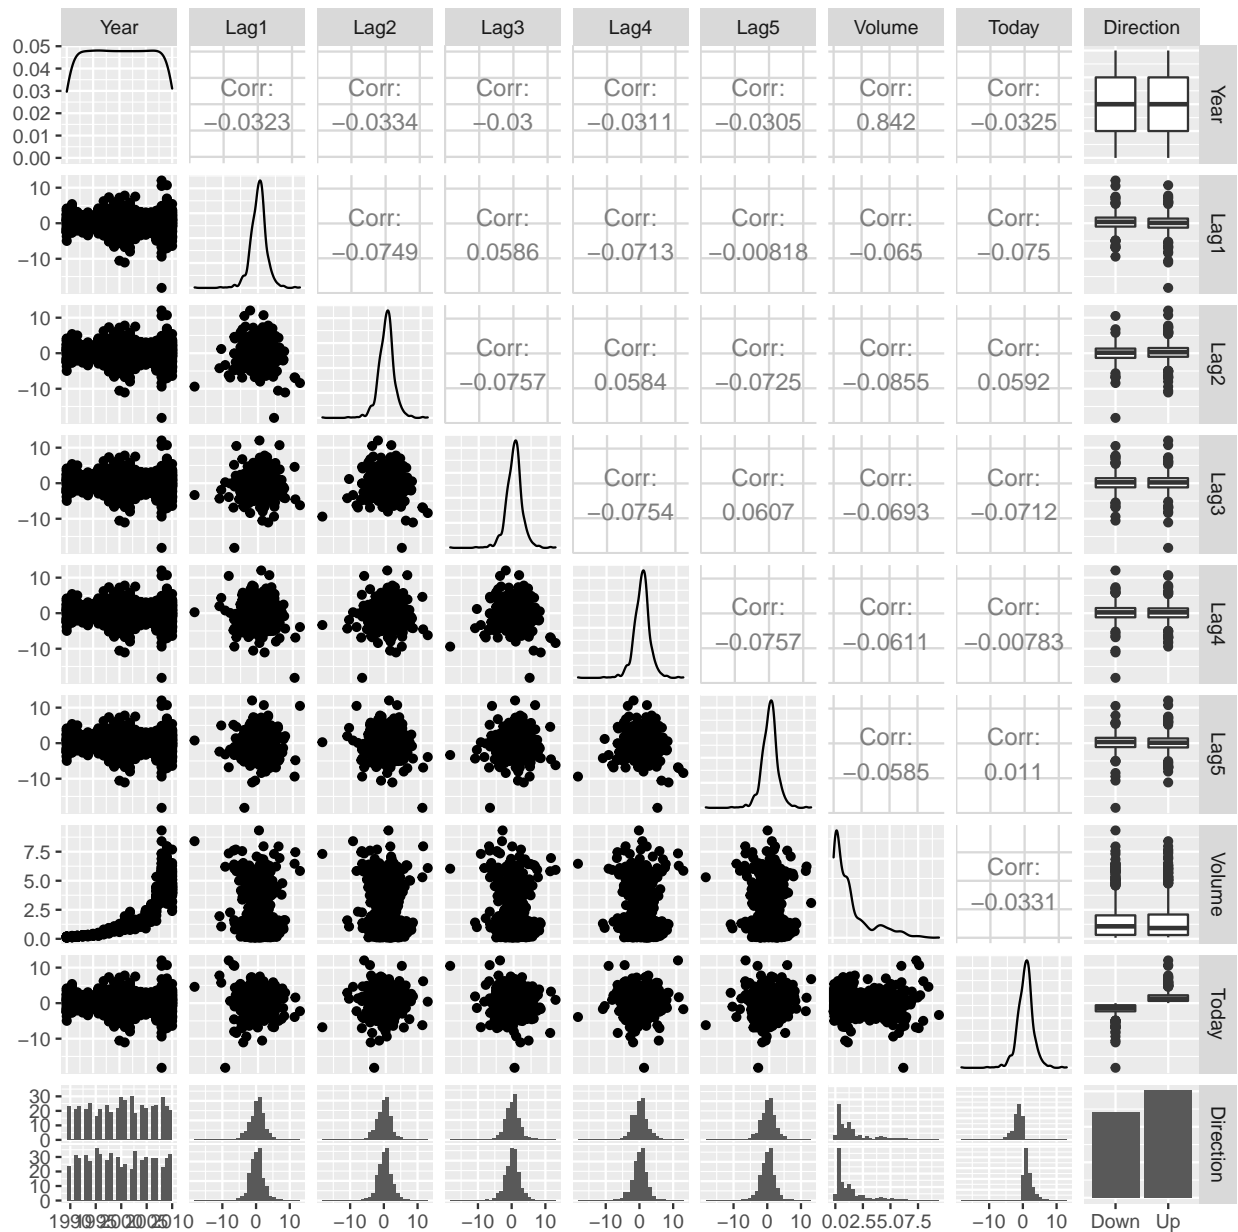 Year Lag1 Lag2 Lag3 Lag4 Lag5 Volume Today Direction
0.05
0.04
0.03
0.02
0.01
0.00
Corr: Corr: Corr: Corr: Corr: Corr: Corr:
−0.0323 −0.0334 −0.03 −0.0311 −0.0305 0.842 −0.0325
Year
10
0
−10
Corr: Corr: Corr: Corr: Corr: Corr:
−0.0749 0.0586 −0.0713 −0.00818 −0.065 −0.075
Lag1
10
0
−10
Corr: Corr: Corr: Corr: Corr:
−0.0757 0.0584 −0.0725 −0.0855 0.0592
Lag2
10
0
−10
Corr: Corr: Corr: Corr:
−0.0754 0.0607 −0.0693 −0.0712
Lag3
10
0
−10
Corr: Corr: Corr:
−0.0757 −0.0611 −0.00783
Lag4
10
0
−10
Corr: Corr:
−0.0585 0.011
Lag5
7.5
5.0
2.5
0.0
Corr:
−0.0331
Volume
10
0
−10
Today
30
20
10
0
30
20
10
0
Direction
19901995200020052010 −10 0 10 −10 0 10 −10 0 10 −10 0 10 −10 0 10 0.02.55.07.5 −10 0 10 Down Up